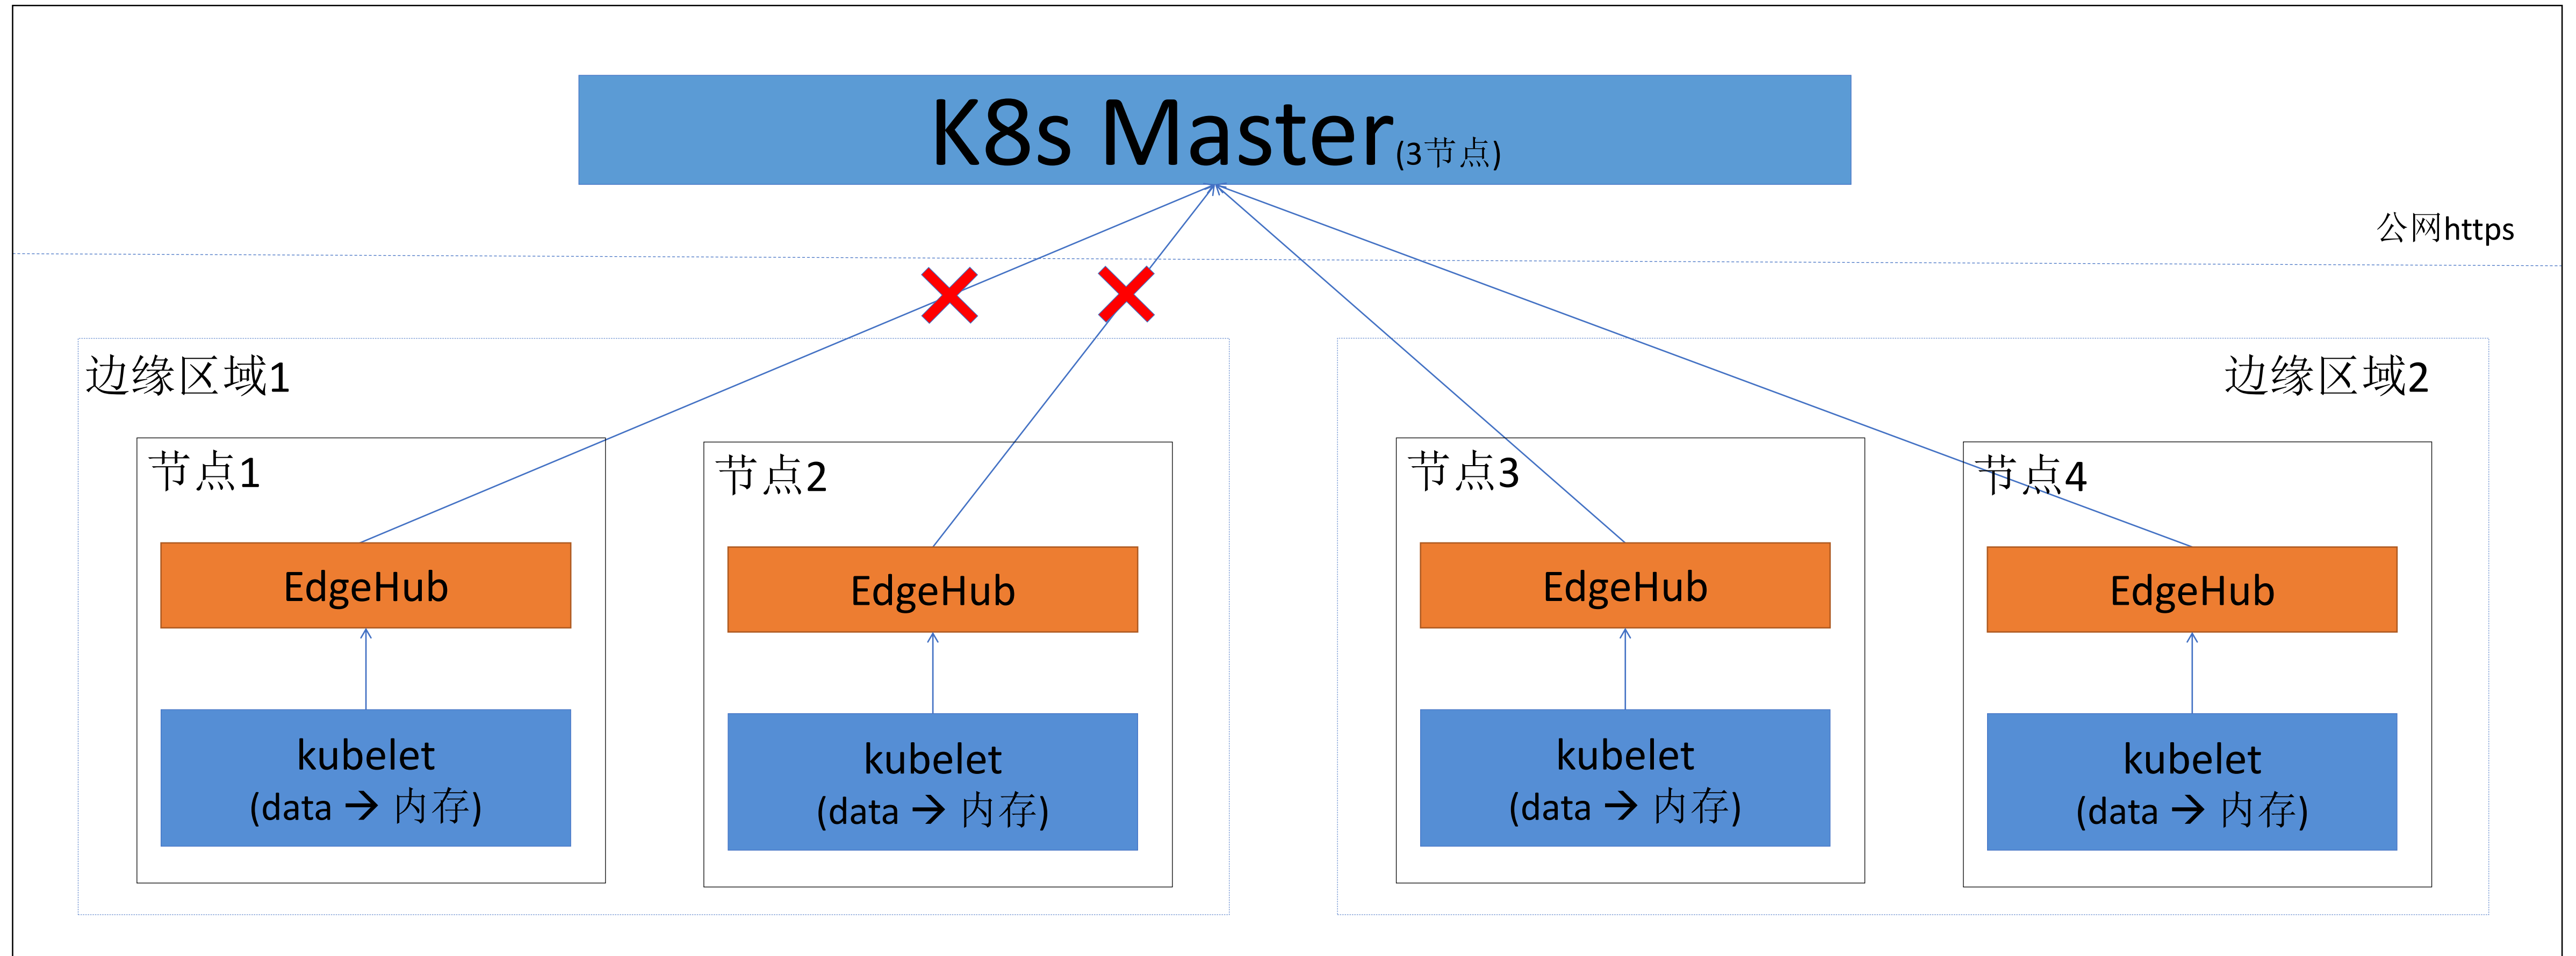 K8s Master(3节点)
公网https
边缘区域1
边缘区域2
节点1
节点2
节点3
节点4
EdgeHub
EdgeHub
EdgeHub
EdgeHub
kubelet
(data → 内存)
kubelet
(data → 内存)
kubelet
(data → 内存)
kubelet
(data → 内存)